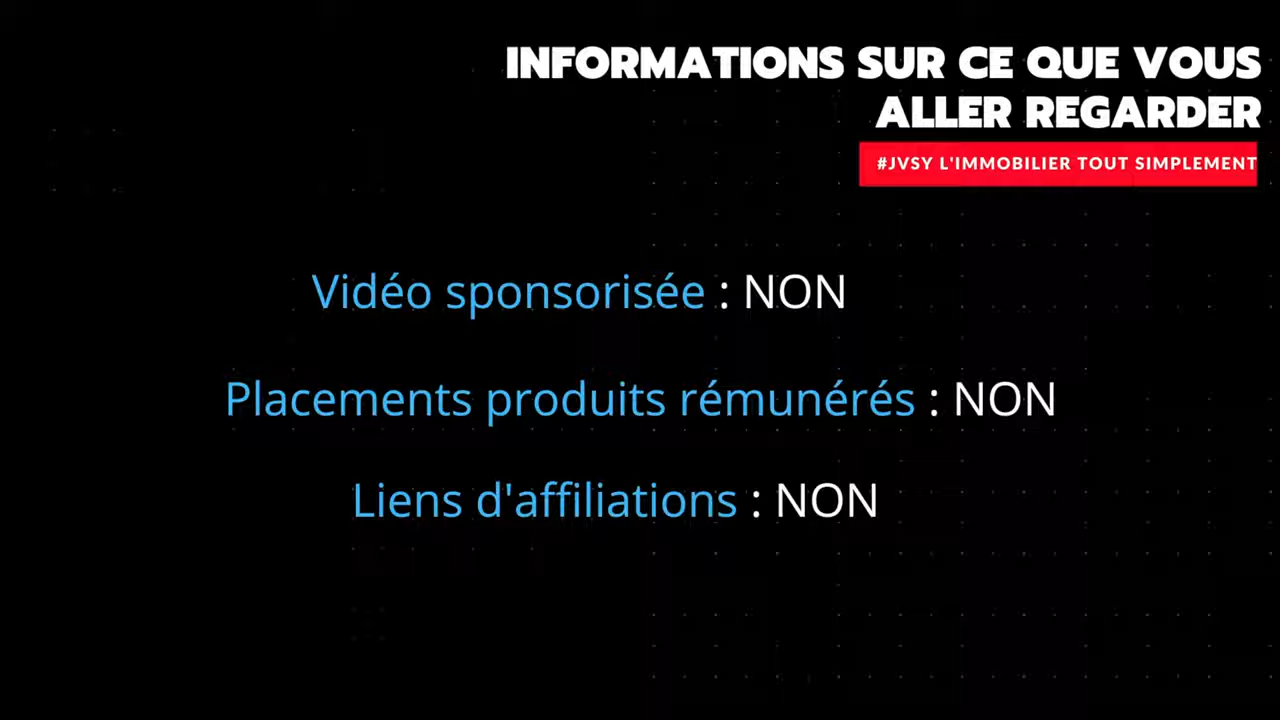 INFORMATIONS SUR CE QUE VOUS
ALLER REGARDER
#JVSY L'IMMOBILIER TOUT SIMPLEMENT
Vidéo sponsorisée : NON
Placements produits rémunérés : NON
Liens d'affiliations : NON